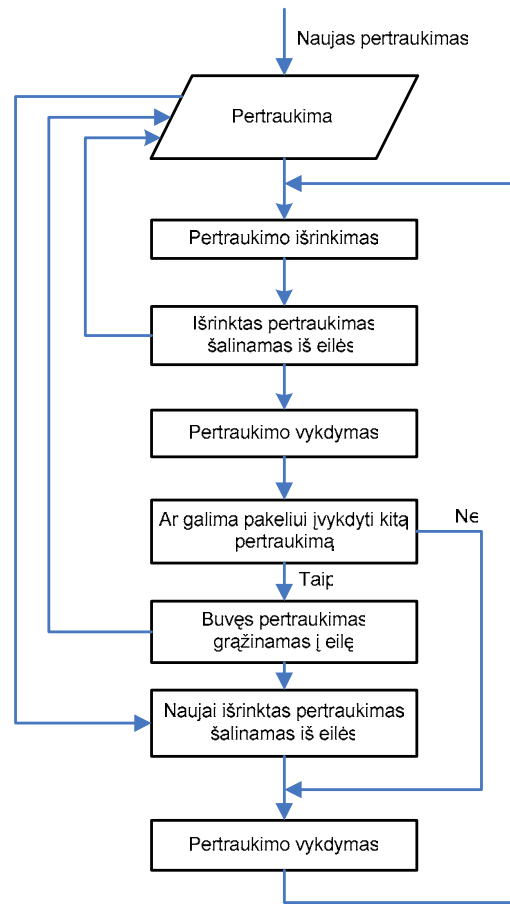 Naujas pertraukimas
Pertraukima
Pertraukimo išrinkimas
Išrinktas pertraukimas
šalinamas iš eilės
Pertraukimo vykdymas
Ar galima pakeliui įvykdyti kitą
pertraukimą
Ne
Taip
Buvęs pertraukimas
grąžinamas į eilę
Naujai išrinktas pertraukimas
šalinamas iš eilės
Pertraukimo vykdymas